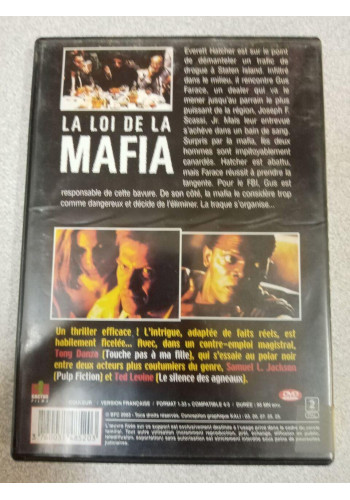 Everett Hatcher est sur le point
de démanteler un trafic de
drogue à Staten Island. Infiltré
dans le milieu, il rencontre Gus
Farace, un dealer qui va le
mener jusqu'au parrain le plus
puissant de la région, Joseph F.
Scassi, Jr. Mais leur entrevue
s'achève dans un bain de sang.
Surpris par la mafia, les deux
hommes sont impitoyablement
canardés. Hatcher est abattu,
mais Farace réussit à prendre la
tangente. Pour le FBI, Gus est
responsable de cette bavure. De son côté, la mafia le considère trop
comme dangereux et décide de l'éliminer. La traque s'organise...
LA LOI DE LA
MAFIA
Un thriller efficace ! L'intrigue, adaptée de faits réels, est
habilement ficelée... Avec, dans un contre-emploi magistral,
Tony Danza (Touche pas à ma fille), qui s'essaie au polar noir
entre deux acteurs plus coutumiers du genre, Samuel L. Jackson
(Pulp Fiction) et Ted Levine (Le silence des agneaux).
COULEUR • VERSION FRANÇAISE • FORMAT 1.33 • COMPATIBLE 4/3 • DURÉE :
DVD
2